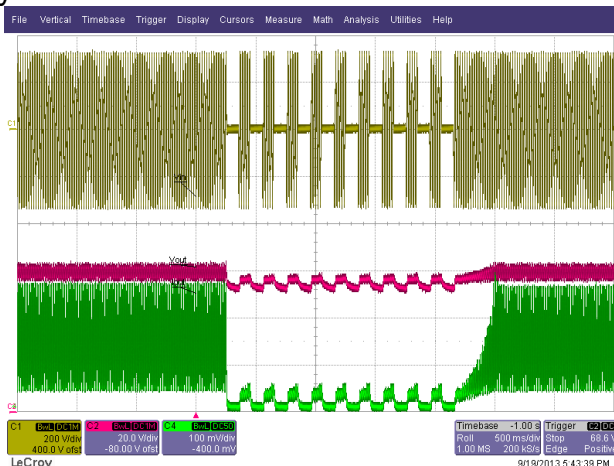 File Vertical Timebase Trigger Display Cursors Measure Math Analysis Utilities Help
C1
Vin
Vout
C2
C1 BwL DC1M
200 V/div
400.0 V ofst
C2 BwL DC1M
20.0 V/div
-80.00 V ofst
C4 BwL DC50
100 mV/div
-400.0 mV
Timebase -1.00 s
Roll 500 ms/div
1.00 MS 200 kS/s
Trigger C2 DC
Stop 68.6 V
Edge Positive
LeCroy
9/19/2013 5:43:39 PM